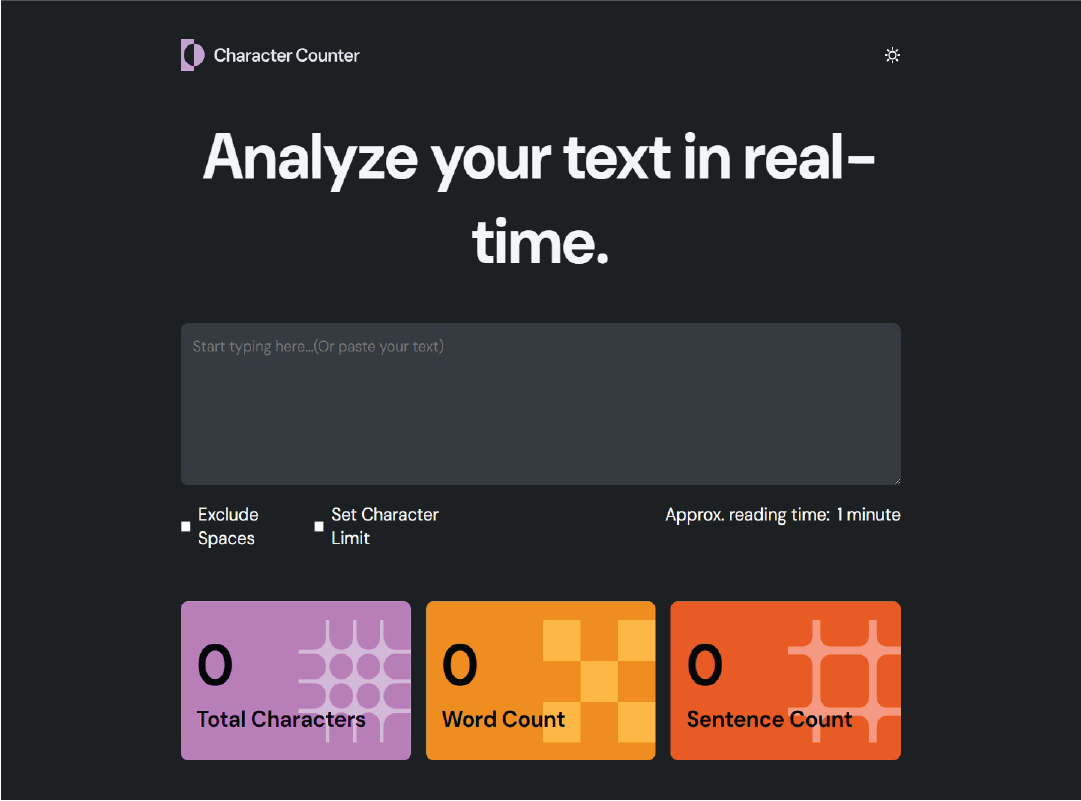 Character Counter
Analyze your text in real-
time.
Start typing here...(Or paste your text)
Exclude
Spaces
Set Character
Limit
Approx. reading time: 1 minute
0
Total Characters
0
Word Count
0
Sentence Count